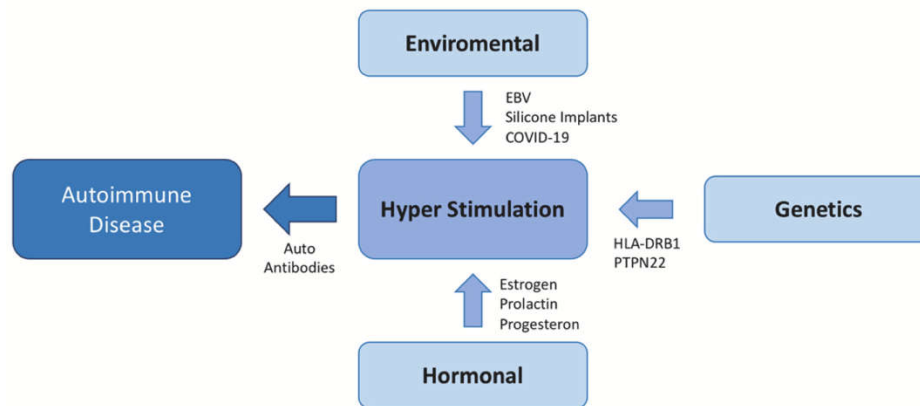 Enviromental
EBV
Silicone Implants
COVID-19
Autoimmune
Disease
Auto
Antibodies
Hyper Stimulation
Genetics
HLA-DRB1
PTPN22
Estrogen
Prolactin
Progesteron
Hormonal